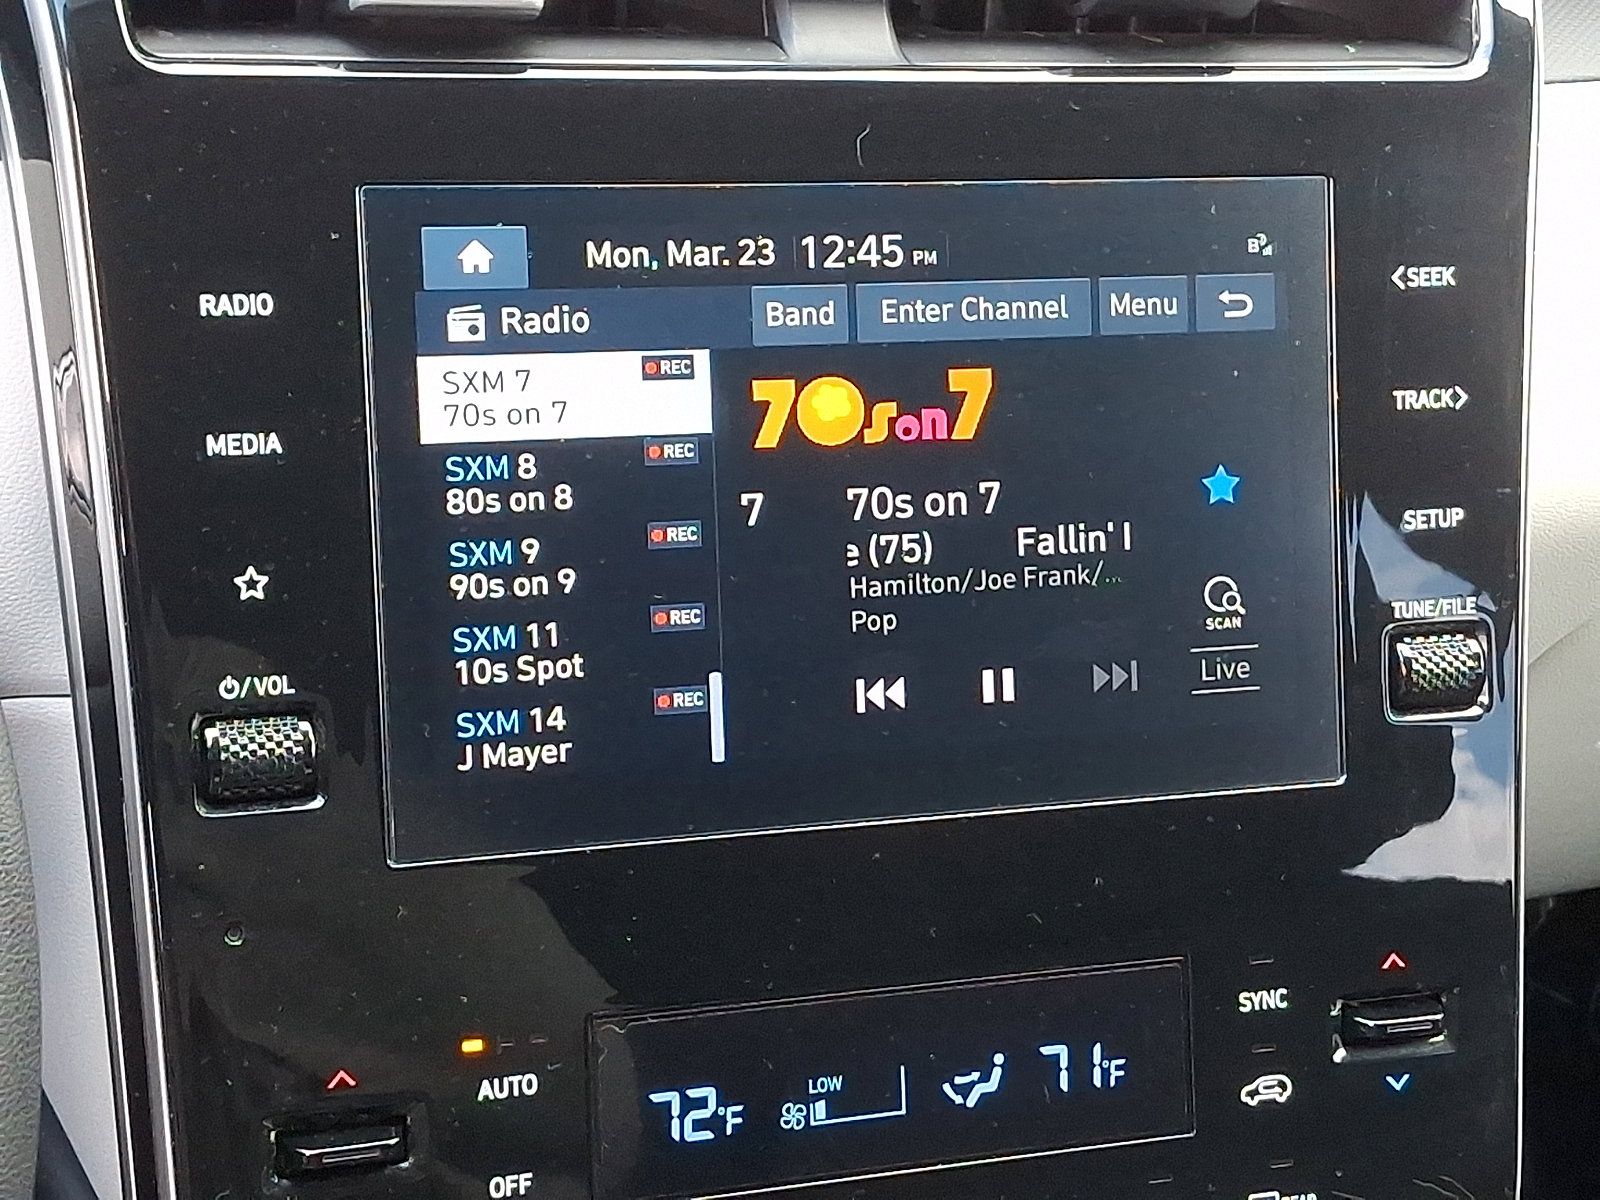 Mon, Mar. 23 12:45 PM B
Radio Band Enter Channel Menu
SXM 7 REC
70s on 7
SXM 8 REC
80s on 8
SXM 9 REC
90s on 9
SXM 11 REC
10s Spot
SXM 14 REC
J Mayer
70s on 7
7 70s on 7
e (75) Fallin' I
Hamilton/Joe Frank/...
Pop
SCAN
Live
RADIO
MEDIA
/VOL
<SEEK
TRACK>
SETUP
TUNE/FILE
AUTO
OFF
72°F LOW 71°F
SYNC